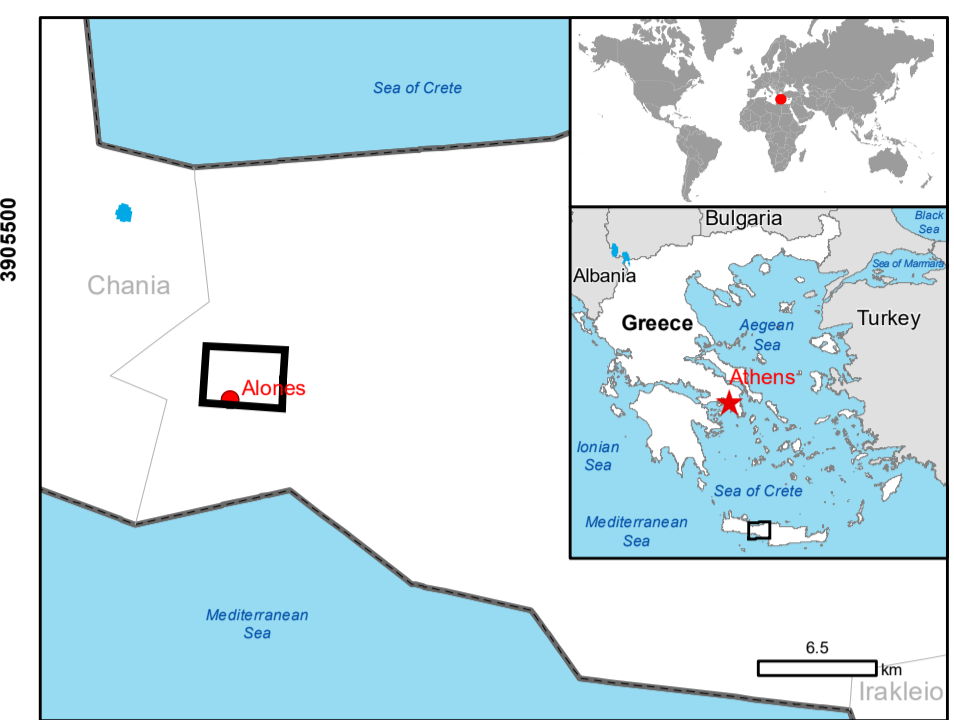 Sea of Crete
3905500
Chania
Alones
Mediterranean
Sea
6.5
km
Irakleio
Bulgaria
Black
Sea
Sea of Marmara
Albania
Greece
Aegean
Sea
Turkey
Athens
Ionian
Sea
Sea of Crete
Mediterranean
Sea